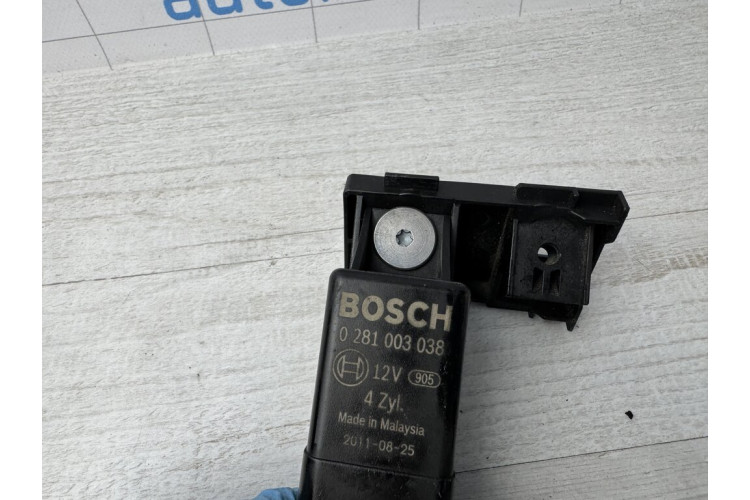 BOSCH
0 281 003 038
12V 905
4 Zyl.
Made in Malaysia
2011-08-25